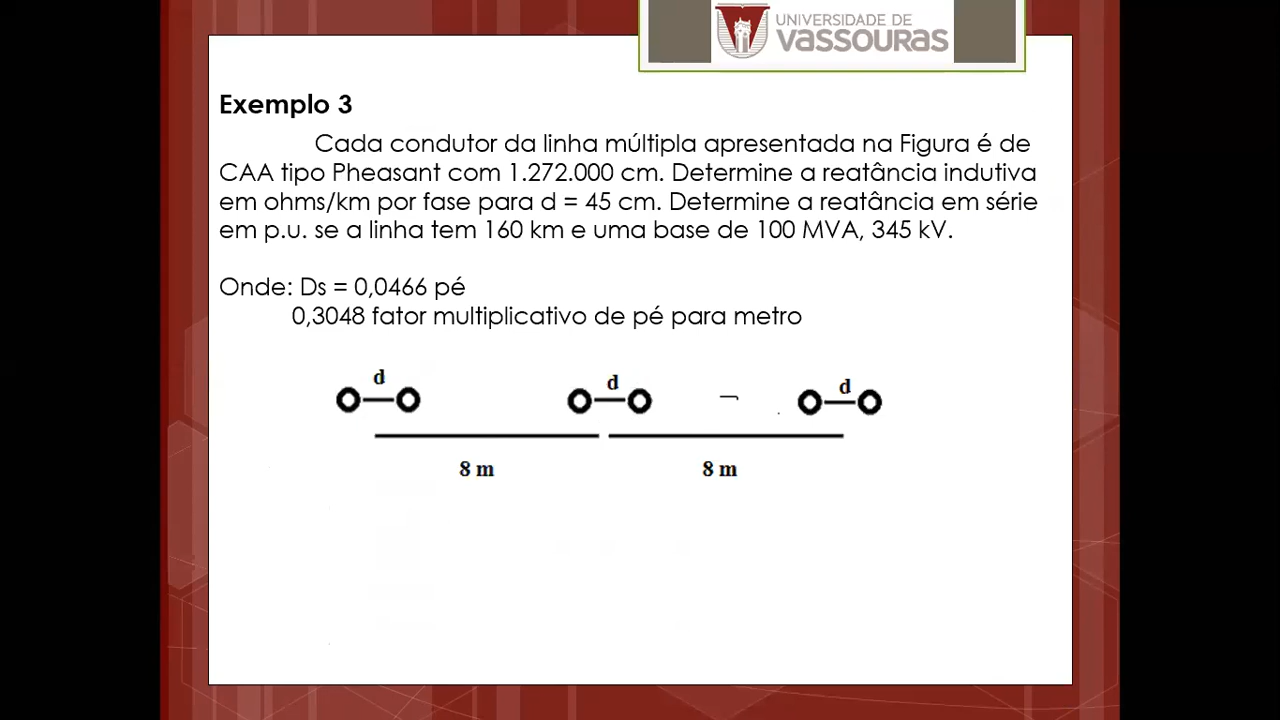 UNIVERSIDADE DE
VASSOURAS
Exemplo 3
Cada condutor da linha múltipla apresentada na Figura é de
CAA tipo Pheasant com 1.272.000 cm. Determine a reatância indutiva
em ohms/km por fase para d = 45 cm. Determine a reatância em série
em p.u. se a linha tem 160 km e uma base de 100 MVA, 345 kV.
Onde: Ds = 0,0466 pé
0,3048 fator multiplicativo de pé para metro
d d d
8 m 8 m